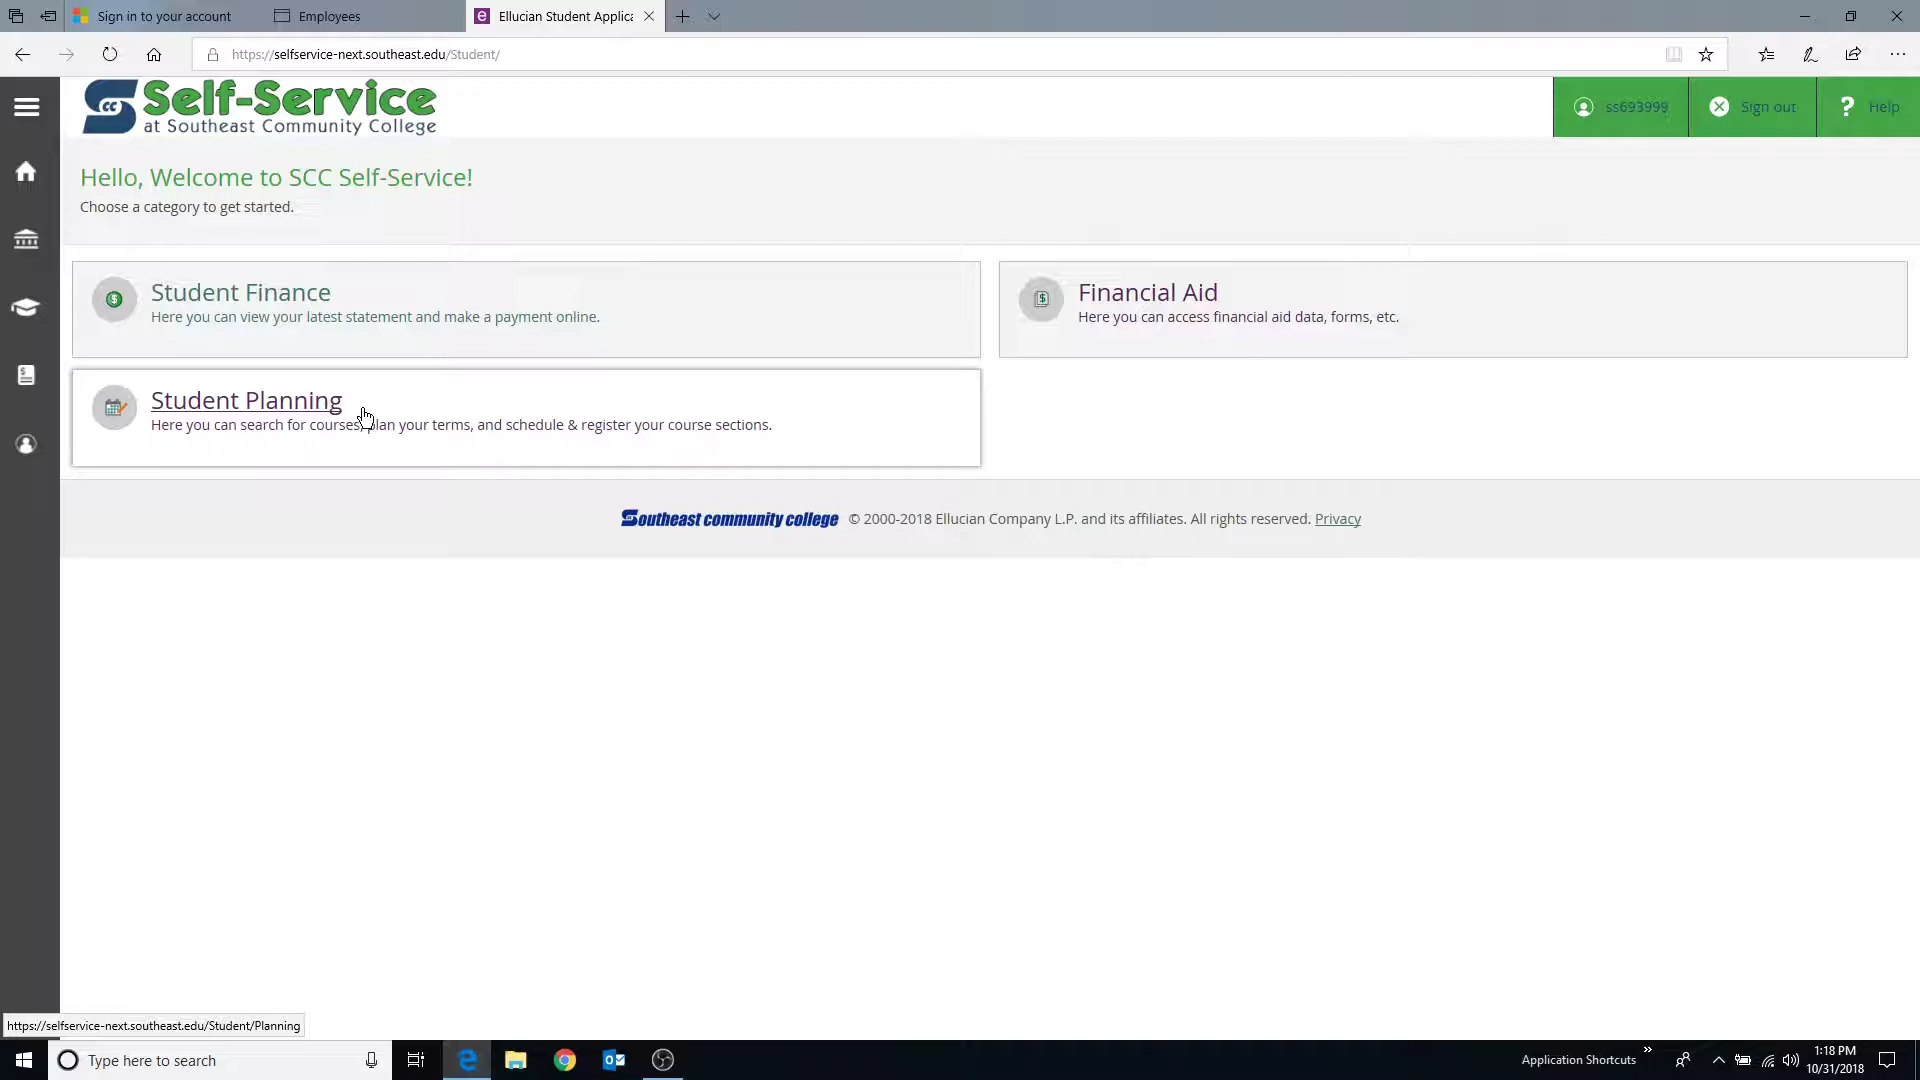 Sign in to your account
Employees
Ellucian Student Applica
https://selfservice-next.southeast.edu/Student/
SCC
Self-Service
at Southeast Community College
ss693999
Sign out
? Help
Hello, Welcome to SCC Self-Service!
Choose a category to get started.
Student Finance
Here you can view your latest statement and make a payment online.
Financial Aid
Here you can access financial aid data, forms, etc.
Student Planning
Here you can search for courses, plan your terms, and schedule & register your course sections.
Southeast community college © 2000-2018 Ellucian Company L.P. and its affiliates. All rights reserved. Privacy
https://selfservice-next.southeast.edu/Student/Planning
Type here to search
Application Shortcuts
1:18 PM
10/31/2018